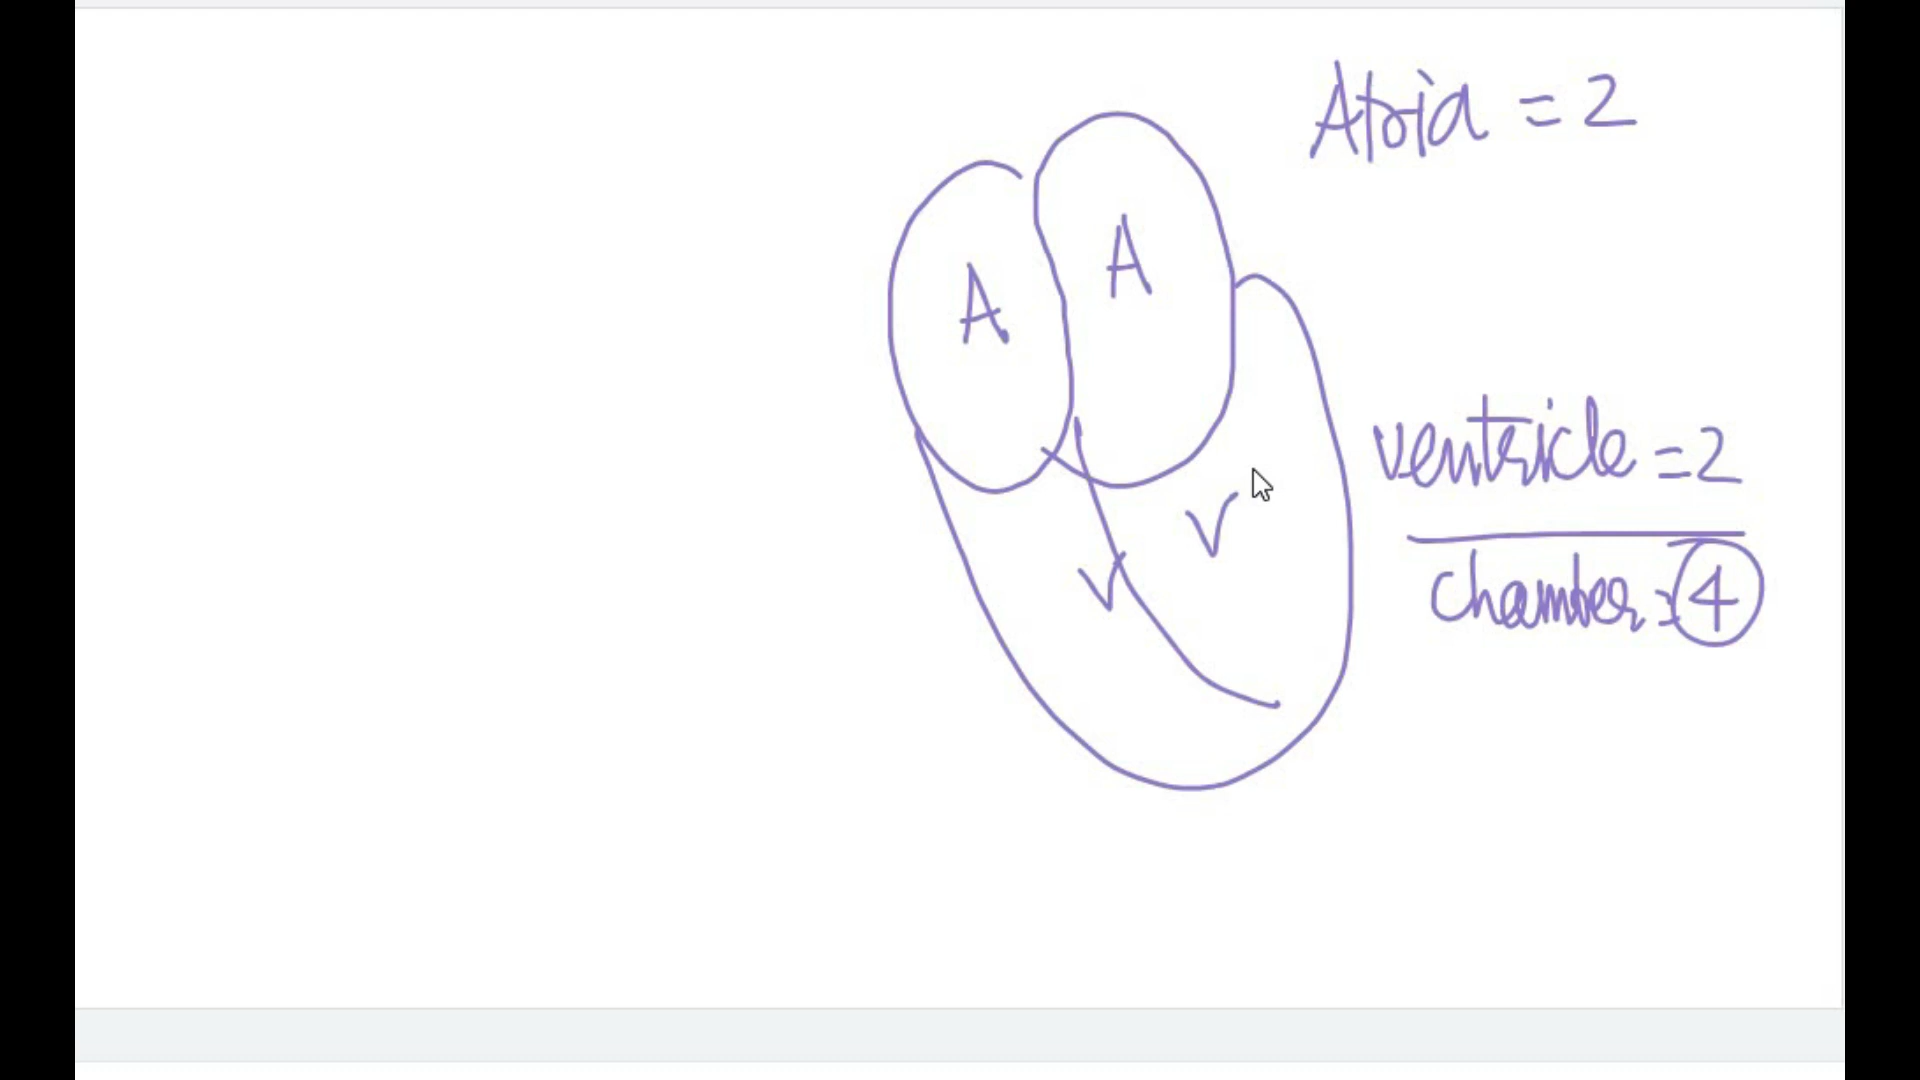 Atria = 2
A
A
ventricle = 2
V
V
chamber = 4